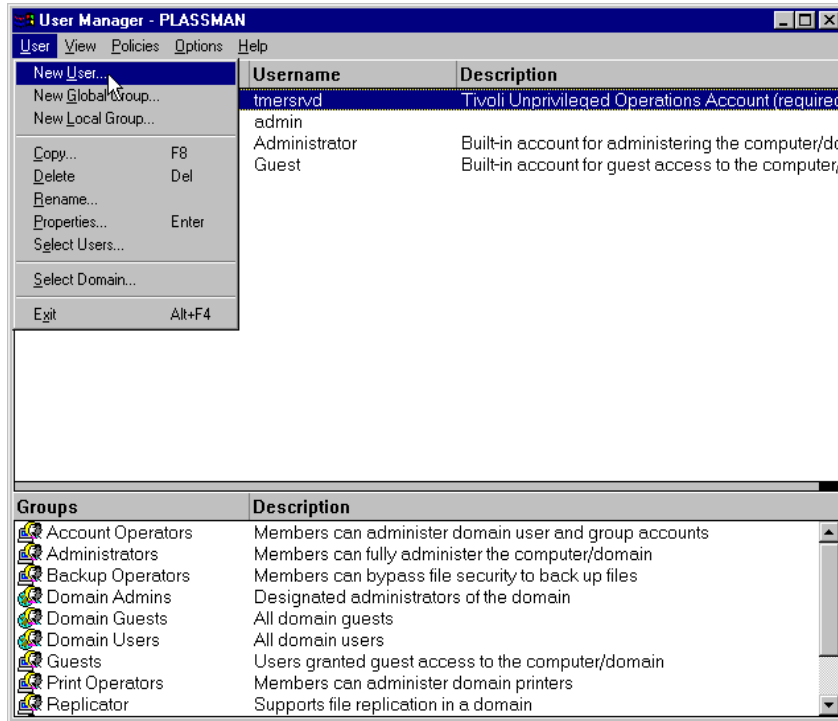 User Manager - PLASSMAN
User View Policies Options Help
New User...
New Global Group...
New Local Group...
Copy... F8
Delete Del
Rename...
Properties... Enter
Select Users...
Select Domain...
Exit Alt+F4
Username Description
tmersrvd Tivoli Unprivileged Operations Account (required
admin
Administrator Built-in account for administering the computer/do
Guest Built-in account for guest access to the computer/
Groups Description
Account Operators Members can administer domain user and group accounts
Administrators Members can fully administer the computer/domain
Backup Operators Members can bypass file security to back up files
Domain Admins Designated administrators of the domain
Domain Guests All domain guests
Domain Users All domain users
Guests Users granted guest access to the computer/domain
Print Operators Members can administer domain printers
Replicator Supports file replication in a domain